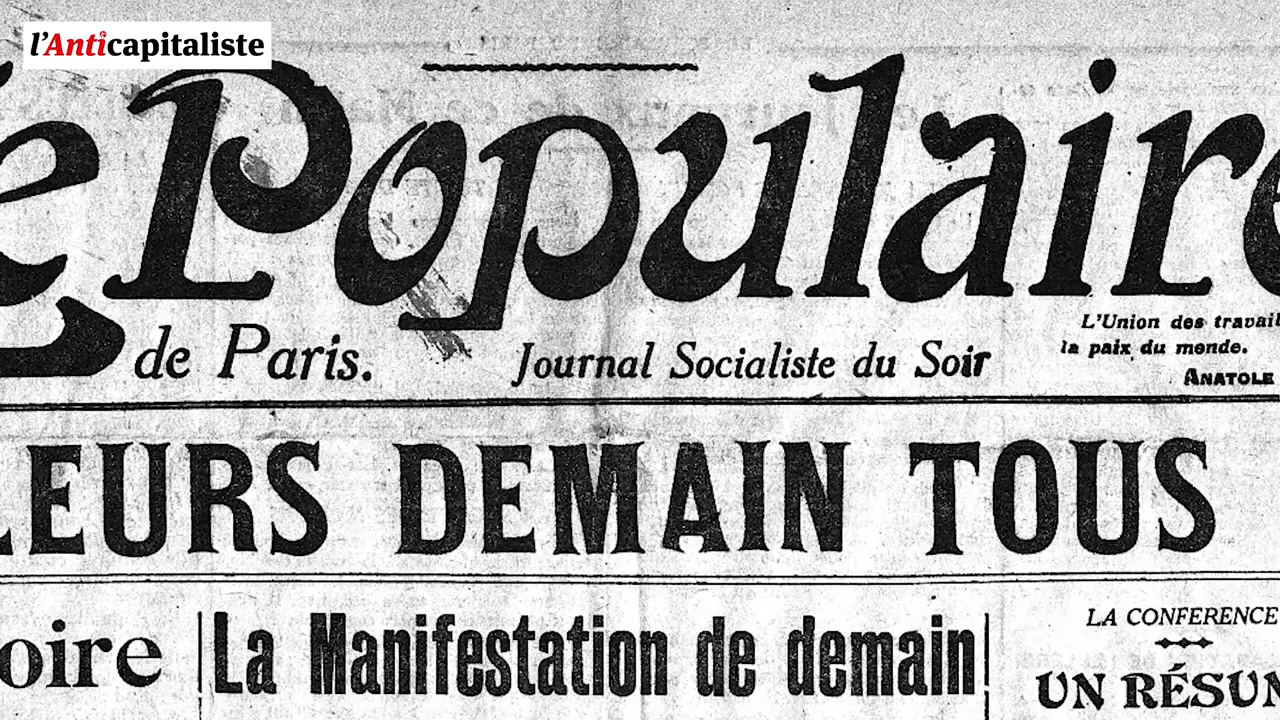 l'Anticapitaliste
Le Populaire
de Paris.
Journal Socialiste du Soir
L'Union des travail
la paix du monde.
ANATOLE
LEURS DEMAIN TOUS
oire
La Manifestation de demain
LA CONFERENCE
UN RÉSUM